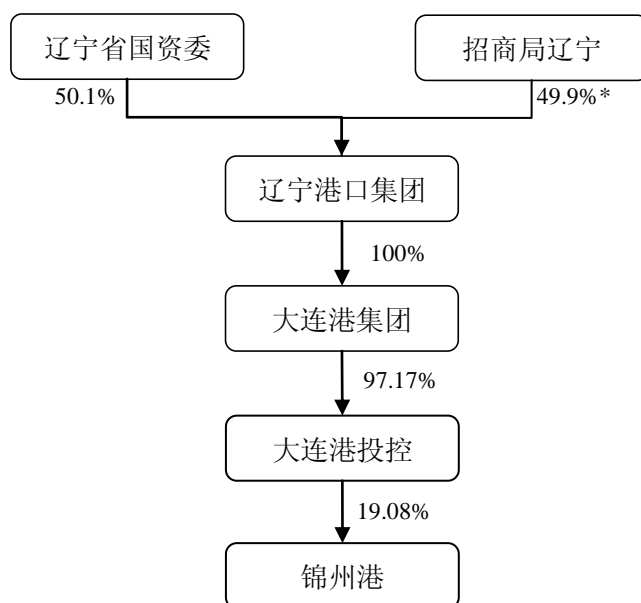 辽宁省国资委
招商局辽宁
50.1%
49.9%*
辽宁港口集团
100%
大连港集团
97.17%
大连港投控
19.08%
锦州港